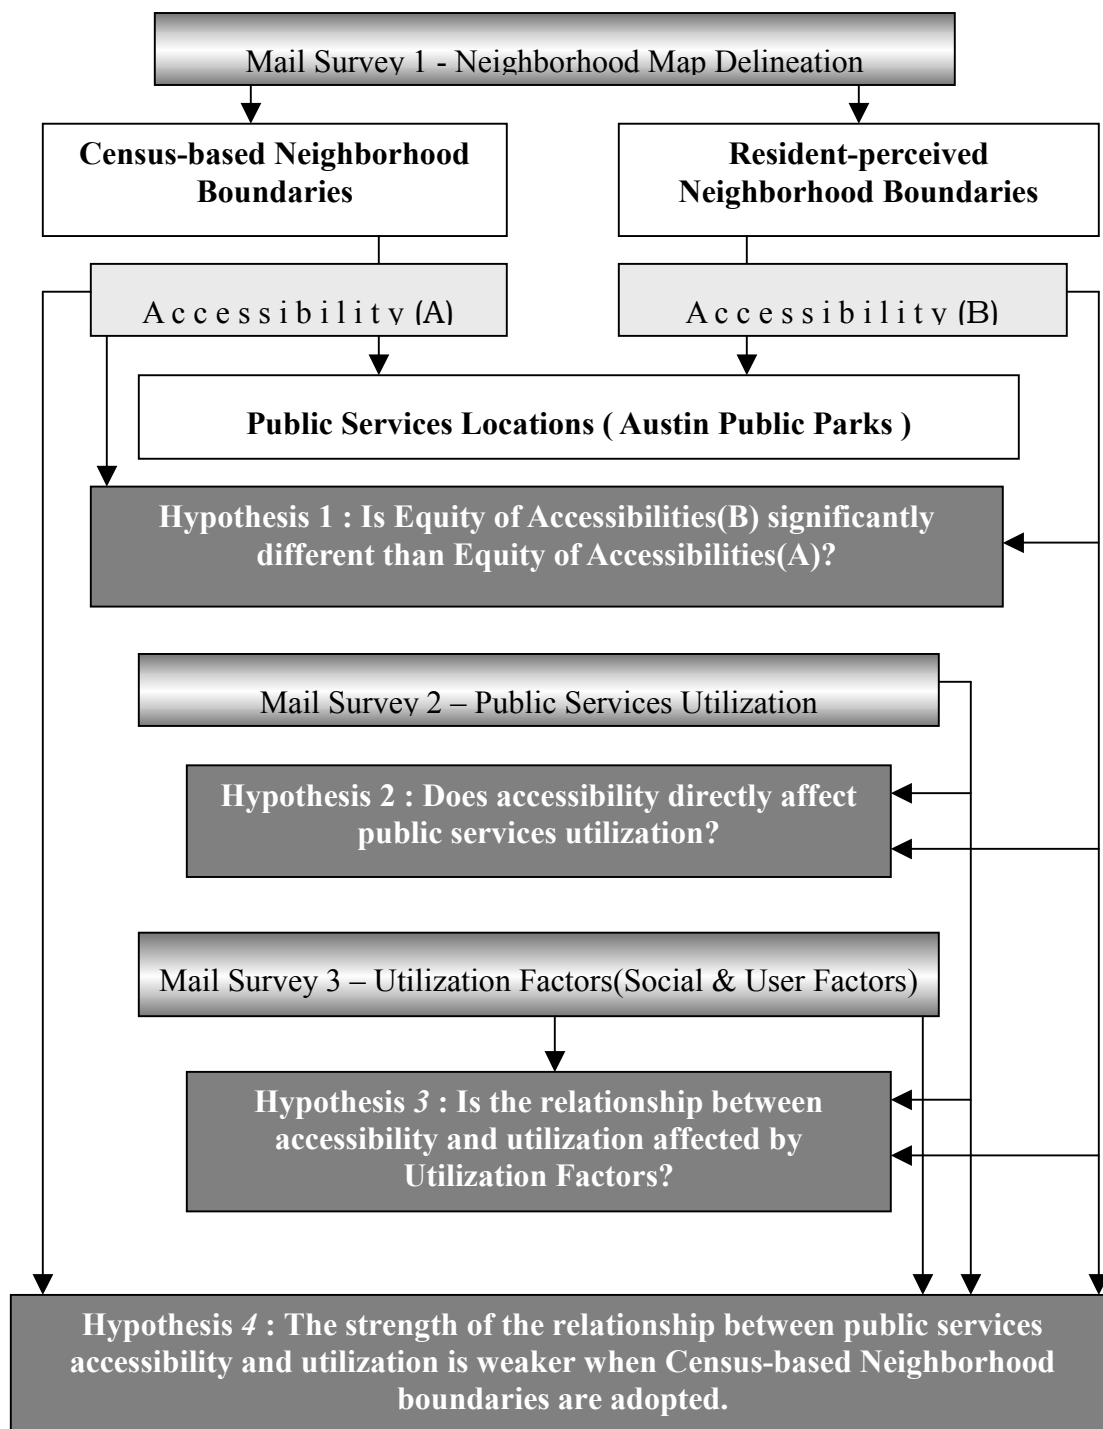 Mail Survey 1 - Neighborhood Map Delineation
Census-based Neighborhood
Boundaries
Resident-perceived
Neighborhood Boundaries
Accessibility (A)
Accessibility (B)
Public Services Locations ( Austin Public Parks )
Hypothesis 1 : Is Equity of Accessibilities(B) significantly
different than Equity of Accessibilities(A)?
Mail Survey 2 – Public Services Utilization
Hypothesis 2 : Does accessibility directly affect
public services utilization?
Mail Survey 3 – Utilization Factors(Social & User Factors)
Hypothesis 3 : Is the relationship between
accessibility and utilization affected by
Utilization Factors?
Hypothesis 4 : The strength of the relationship between public services
accessibility and utilization is weaker when Census-based Neighborhood
boundaries are adopted.